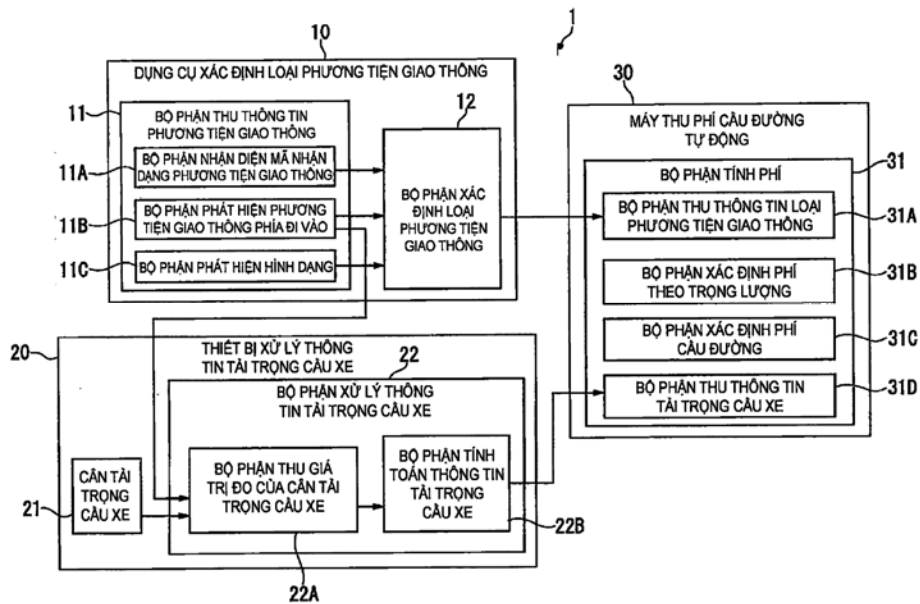 1
10
DỤNG CỤ XÁC ĐỊNH LOẠI PHƯƠNG TIỆN GIAO THÔNG
11
BỘ PHẬN THU THÔNG TIN
PHƯƠNG TIỆN GIAO THÔNG
11A
BỘ PHẬN NHẬN DIỆN MÃ NHẬN
DẠNG PHƯƠNG TIỆN GIAO THÔNG
11B
BỘ PHẬN PHÁT HIỆN PHƯƠNG
TIỆN GIAO THÔNG PHÍA ĐI VÀO
11C
BỘ PHẬN PHÁT HIỆN HÌNH DẠNG
12
BỘ PHẬN XÁC
ĐỊNH LOẠI
PHƯƠNG TIỆN
GIAO THÔNG
30
MÁY THU PHÍ CẦU ĐƯỜNG
TỰ ĐỘNG
31
BỘ PHẬN TÍNH PHÍ
BỘ PHẬN THU THÔNG TIN LOẠI
PHƯƠNG TIỆN GIAO THÔNG
31A
BỘ PHẬN XÁC ĐỊNH PHÍ
THEO TRỌNG LƯỢNG
31B
BỘ PHẬN XÁC ĐỊNH PHÍ
CẦU ĐƯỜNG
31C
BỘ PHẬN THU THÔNG TIN
TẢI TRỌNG CẦU XE
31D
20
THIẾT BỊ XỬ LÝ THÔNG
TIN TẢI TRỌNG CẦU XE
22
BỘ PHẬN XỬ LÝ THÔNG
TIN TẢI TRỌNG CẦU XE
CÂN TẢI
TRỌNG
CẦU XE
21
BỘ PHẬN THU GIÁ
TRỊ ĐO CỦA CÂN TẢI
TRỌNG CẦU XE
22A
BỘ PHẬN TÍNH
TOÁN THÔNG TIN
TẢI TRỌNG
CẦU XE
22B